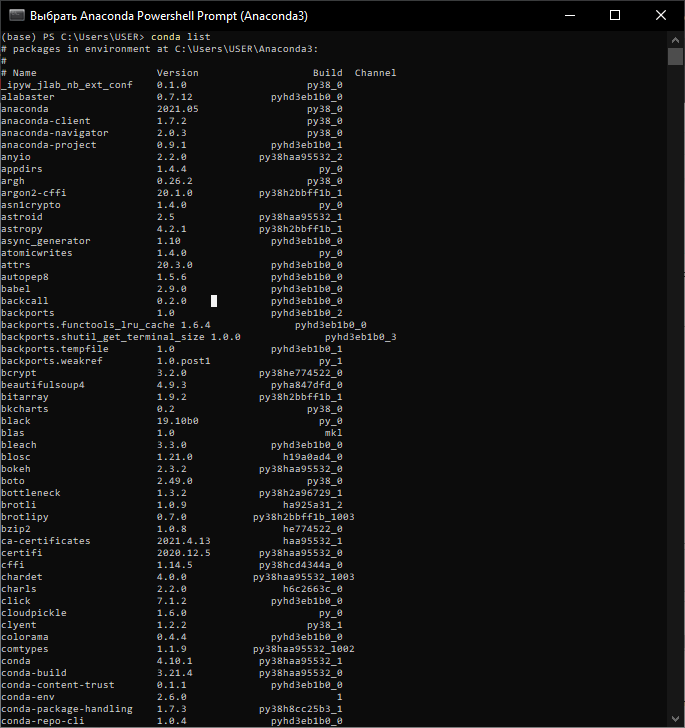 Выбрать Anaconda Powershell Prompt (Anaconda3)
(base) PS C:\Users\USER> conda list
# packages in environment at C:\Users\USER\Anaconda3:
#
# Name Version Build Channel
_ipyw_jlab_nb_ext_conf 0.1.0 py38_0
alabaster 0.7.12 pyhd3eb1b0_0
anaconda 2021.05 py38_0
anaconda-client 1.7.2 py38_0
anaconda-navigator 2.0.3 py38_0
anaconda-project 0.9.1 pyhd3eb1b0_1
anyio 2.2.0 py38haa95532_2
appdirs 1.4.4 py_0
argh 0.26.2 py38_0
argon2-cffi 20.1.0 py38h2bbff1b_1
asn1crypto 1.4.0 py_0
astroid 2.5 py38haa95532_1
astropy 4.2.1 py38h2bbff1b_1
async_generator 1.10 pyhd3eb1b0_0
atomicwrites 1.4.0 py_0
attrs 20.3.0 pyhd3eb1b0_0
autopep8 1.5.6 pyhd3eb1b0_0
babel 2.9.0 pyhd3eb1b0_0
backcall 0.2.0 pyhd3eb1b0_0
backports 1.0 pyhd3eb1b0_2
backports.functools_lru_cache 1.6.4 pyhd3eb1b0_0
backports.shutil_get_terminal_size 1.0.0 pyhd3eb1b0_3
backports.tempfile 1.0 pyhd3eb1b0_1
backports.weakref 1.0.post1 py_1
bcrypt 3.2.0 py38he774522_0
beautifulsoup4 4.9.3 pyha847dfd_0
bitarray 1.9.2 py38h2bbff1b_1
bkcharts 0.2 py38_0
black 19.10b0 py_0
blas 1.0 mkl
bleach 3.3.0 pyhd3eb1b0_0
blosc 1.21.0 h19a0ad4_0
bokeh 2.3.2 py38haa95532_0
boto 2.49.0 py38_0
bottleneck 1.3.2 py38h2a96729_1
brotli 1.0.9 ha925a31_2
brotlipy 0.7.0 py38h2bbff1b_1003
bzip2 1.0.8 he774522_0
ca-certificates 2021.4.13 haa95532_1
certifi 2020.12.5 py38haa95532_0
cffi 1.14.5 py38hcd4344a_0
chardet 4.0.0 py38haa95532_1003
charls 2.2.0 h6c2663c_0
click 7.1.2 pyhd3eb1b0_0
cloudpickle 1.6.0 py_0
clyent 1.2.2 py38_1
colorama 0.4.4 pyhd3eb1b0_0
comtypes 1.1.9 py38haa95532_1002
conda 4.10.1 py38haa95532_1
conda-build 3.21.4 py38haa95532_0
conda-content-trust 0.1.1 pyhd3eb1b0_0
conda-env 2.6.0 1
conda-package-handling 1.7.3 py38h8cc25b3_1
conda-repo-cli 1.0.4 pyhd3eb1b0_0